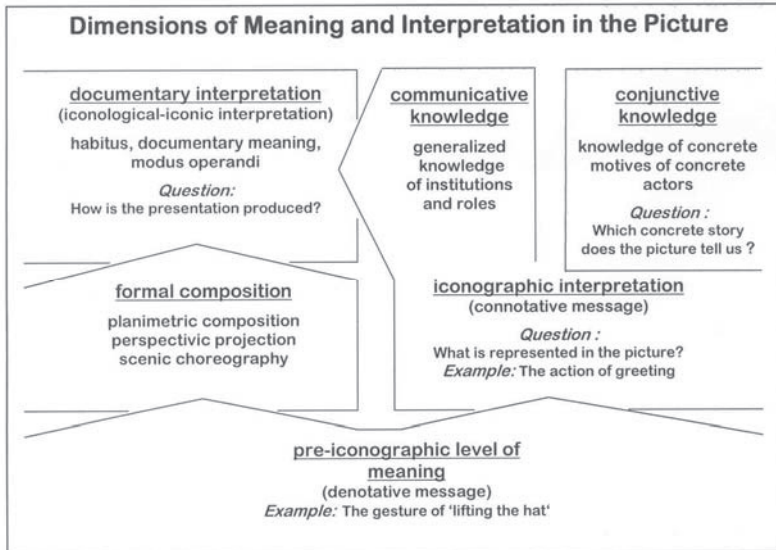 Dimensions of Meaning and Interpretation in the Picture
documentary interpretation
(iconological-iconic interpretation)
habitus, documentary meaning,
modus operandi
Question:
How is the presentation produced?
communicative
knowledge
generalized
knowledge
of institutions
and roles
conjunctive
knowledge
knowledge of concrete
motives of concrete
actors
Question :
Which concrete story
does the picture tell us ?
formal composition
planimetric composition
perspectivic projection
scenic choreography
iconographic interpretation
(connotative message)
Question :
What is represented in the picture?
Example: The action of greeting
pre-iconographic level of
meaning
(denotative message)
Example: The gesture of ‘lifting the hat‘